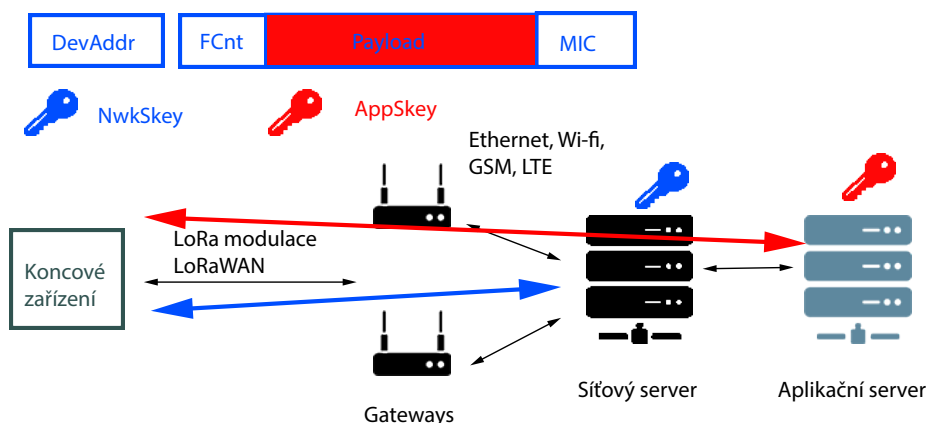 DevAddr
FCnt
Payload
MIC
NwkSkey
AppSkey
Ethernet, Wi-fi,
GSM, LTE
LoRa modulace
LoRaWAN
Koncové
zařízení
Gateways
Síťový server
Aplikační server